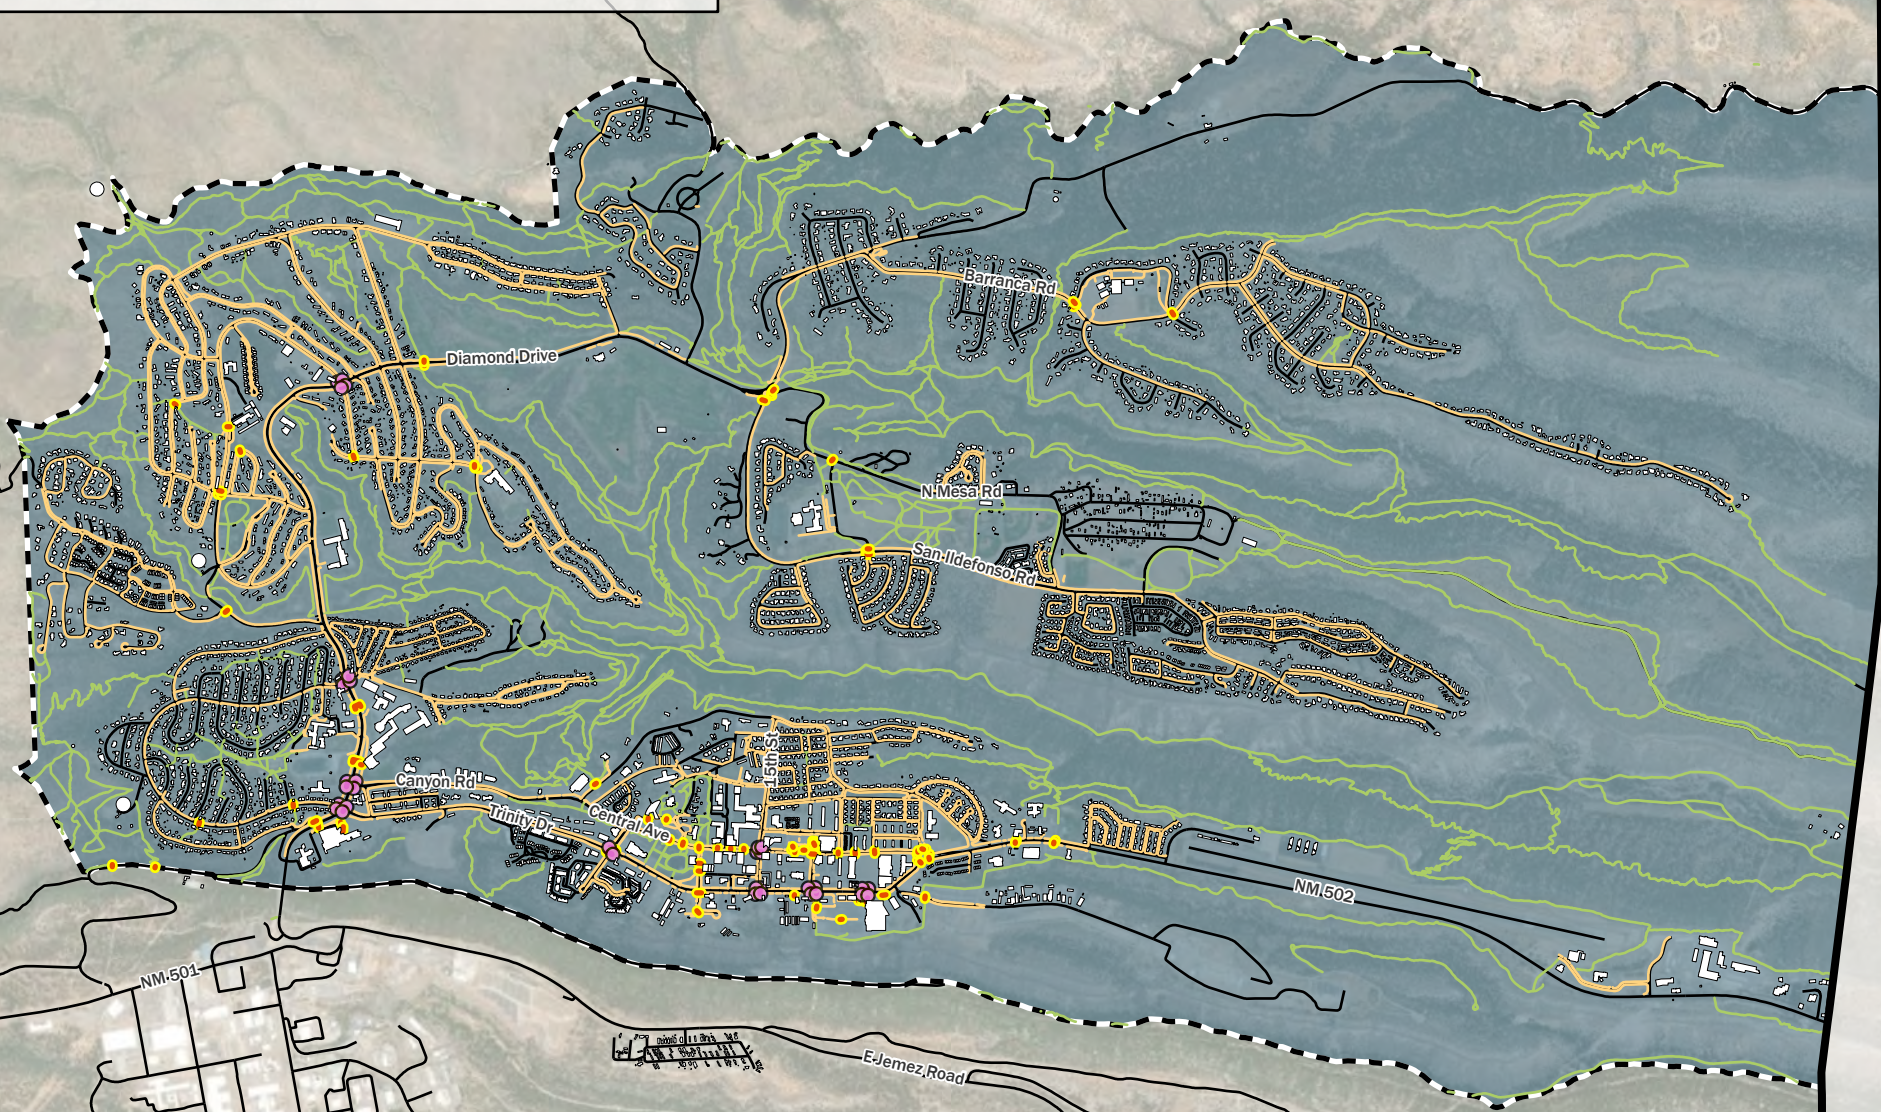 Barranca Rd
Diamond Drive
N Mesa Rd
San Ildefonso Rd
15th St
Canyon Rd
Trinity Dr
Central Ave
NM 502
NM 501
E Jemez Road